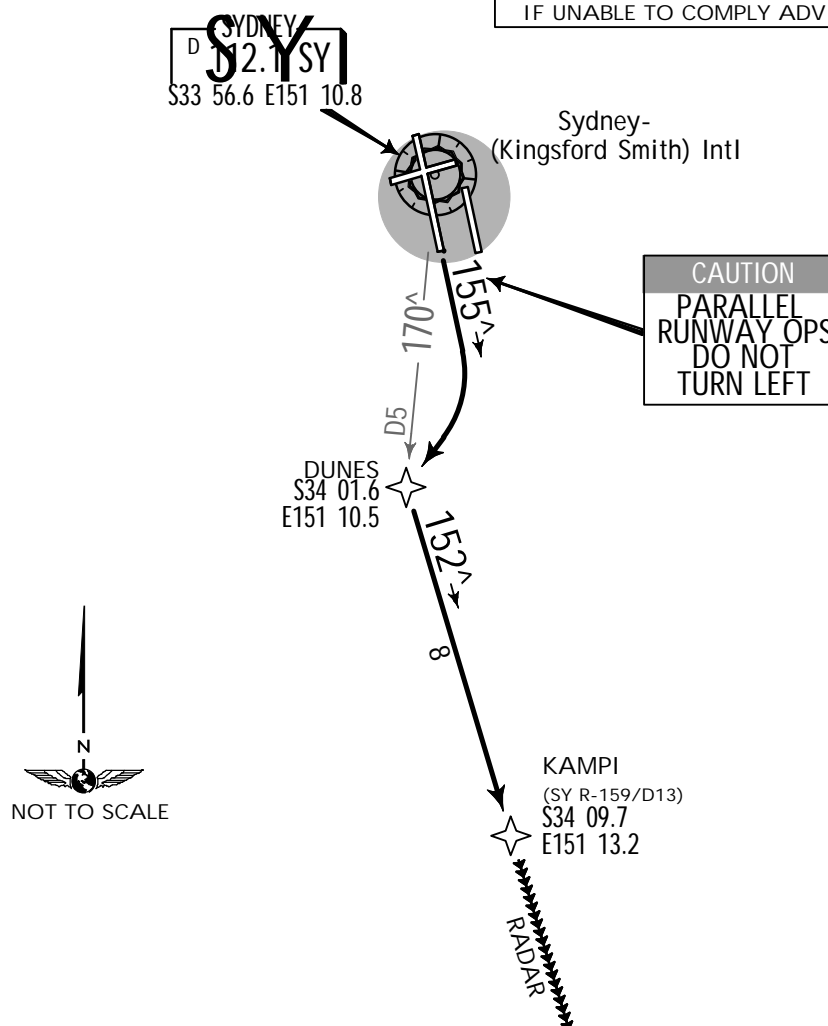 IF UNABLE TO COMPLY ADV
SYDNEY
D 112.1 SY
S33 56.6 E151 10.8
Sydney-
(Kingsford Smith) Intl
CAUTION
PARALLEL
RUNWAY OPS
DO NOT
TURN LEFT
155^
170^
D5
DUNES
S34 01.6
E151 10.5
152^
8
N
NOT TO SCALE
KAMPI
(SY R-159/D13)
S34 09.7
E151 13.2
RADAR